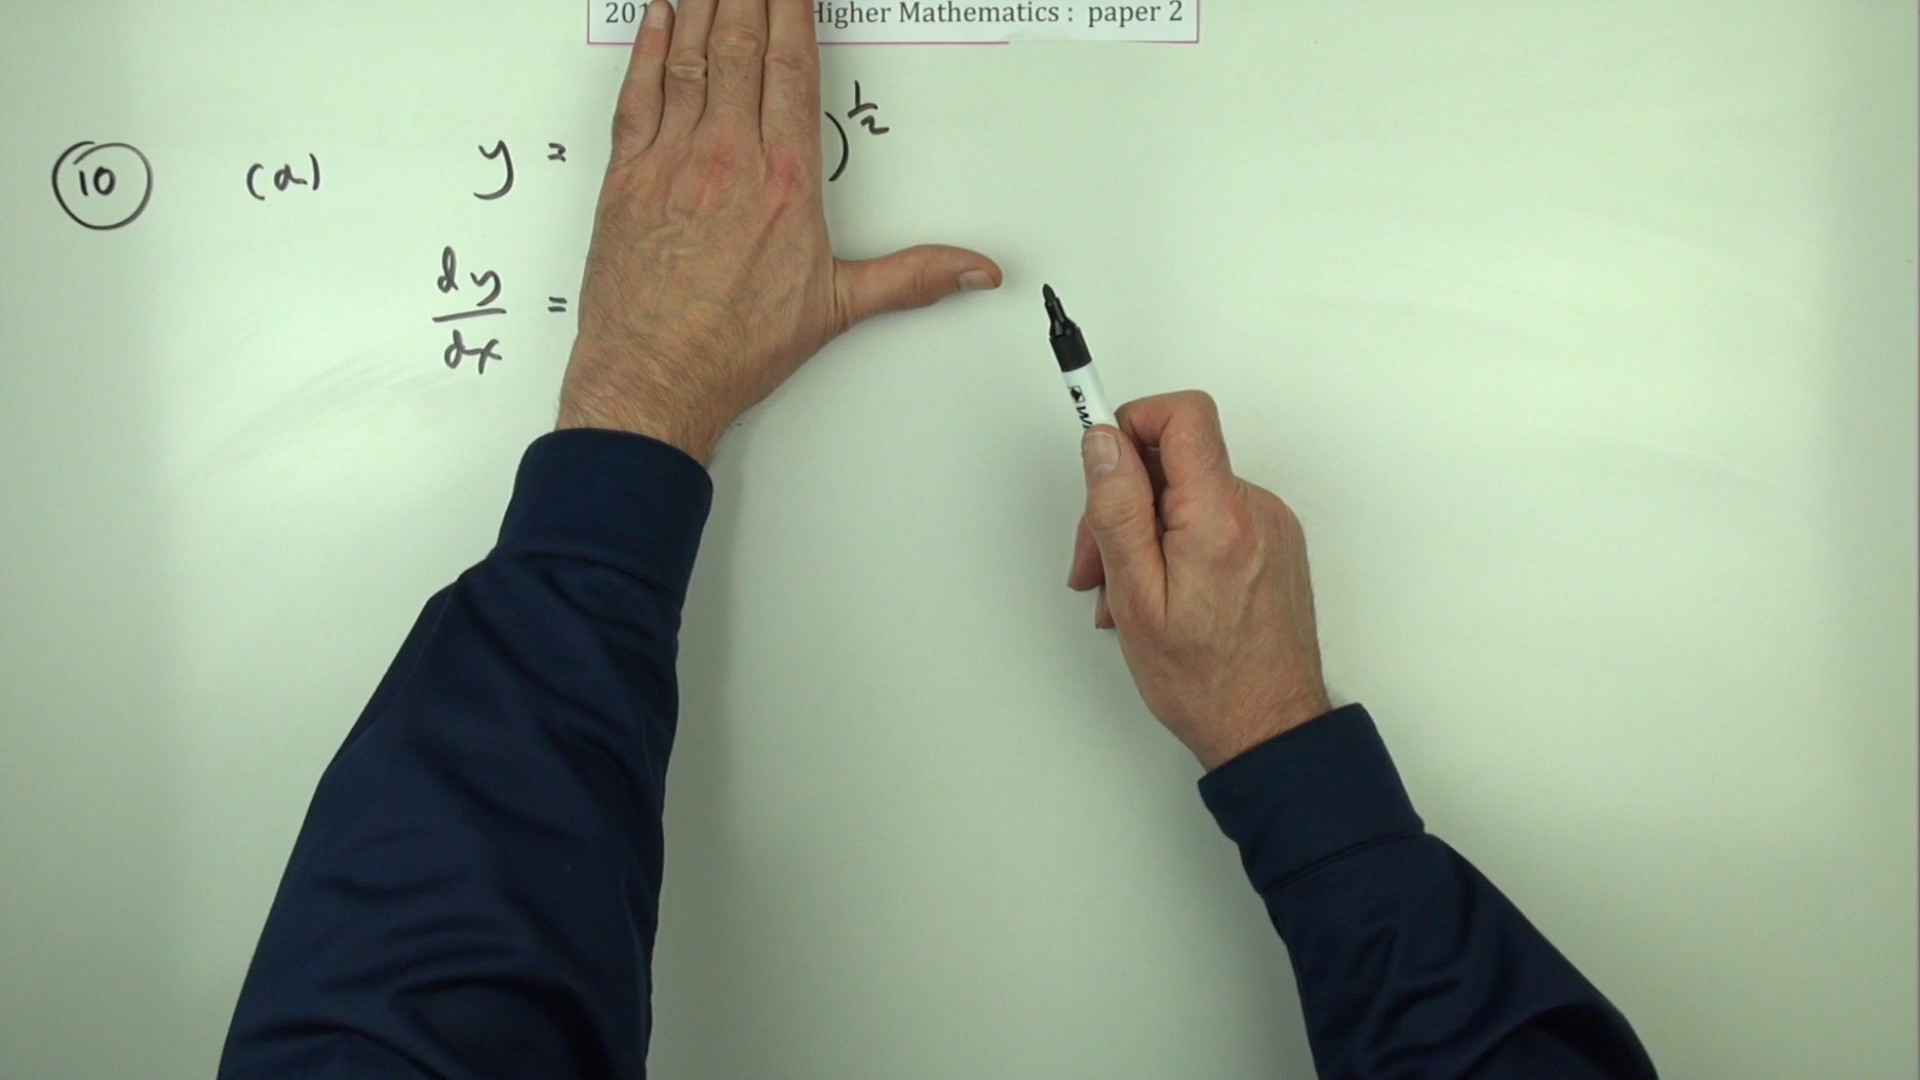 201 Higher Mathematics : paper 2
10 (a) y = )^{1/2}
dy/dx =